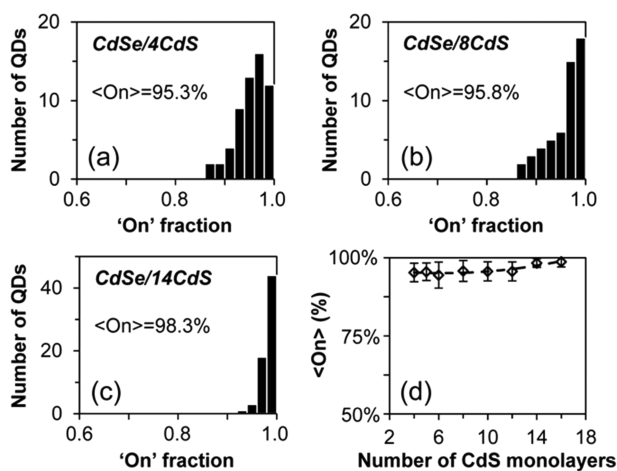 20
10
0
Number of QDs
CdSe/4CdS
<On>=95.3%
(a)
0.6 0.8 1.0
'On' fraction
20
10
0
Number of QDs
CdSe/8CdS
<On>=95.8%
(b)
0.6 0.8 1.0
'On' fraction
40
20
0
Number of QDs
CdSe/14CdS
<On>=98.3%
(c)
0.6 0.8 1.0
'On' fraction
100%
75%
50%
<On> (%)
(d)
2 6 10 14 18
Number of CdS monolayers